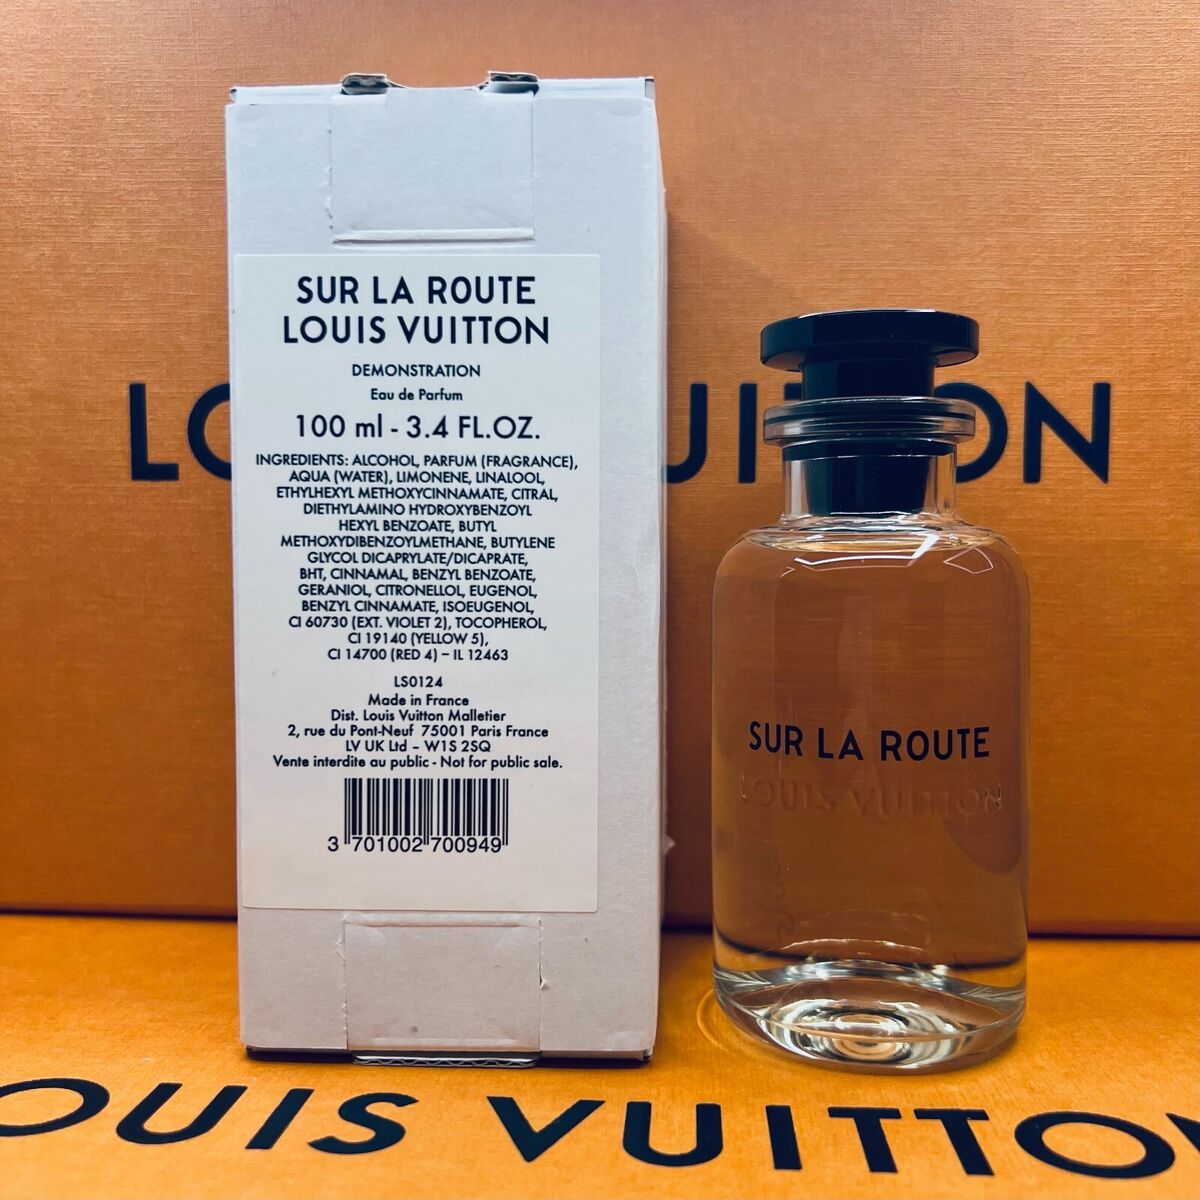 SUR LA ROUTE
LOUIS VUITTON
DEMONSTRATION
Eau de Parfum
100 ml - 3.4 FL.OZ.
INGREDIENTS: ALCOHOL, PARFUM (FRAGRANCE),
AQUA (WATER), LIMONENE, LINALOOL,
ETHYLHEXYL METHOXYCINNAMATE, CITRAL,
DIETHYLAMINO HYDROXYBENZOYL
HEXYL BENZOATE, BUTYL
METHOXYDIBENZOYLMETHANE, BUTYLENE
GLYCOL DICAPRYLATE/DICAPRATE,
BHT, CINNAMAL, BENZYL BENZOATE,
GERANIOL, CITRONELLOL, EUGENOL,
BENZYL CINNAMATE, ISOEUGENOL,
CI 60730 (EXT. VIOLET 2), TOCOPHEROL,
CI 19140 (YELLOW 5),
CI 14700 (RED 4) – IL 12463
LS0124
Made in France
Dist. Louis Vuitton Malletier
2, rue du Pont-Neuf 75001 Paris France
LV UK Ltd – W1S 2SQ
Vente interdite au public - Not for public sale.
3 701002 700949
SUR LA ROUTE
LOUIS VUITTON
LO UI ON
OUIS VUITTON